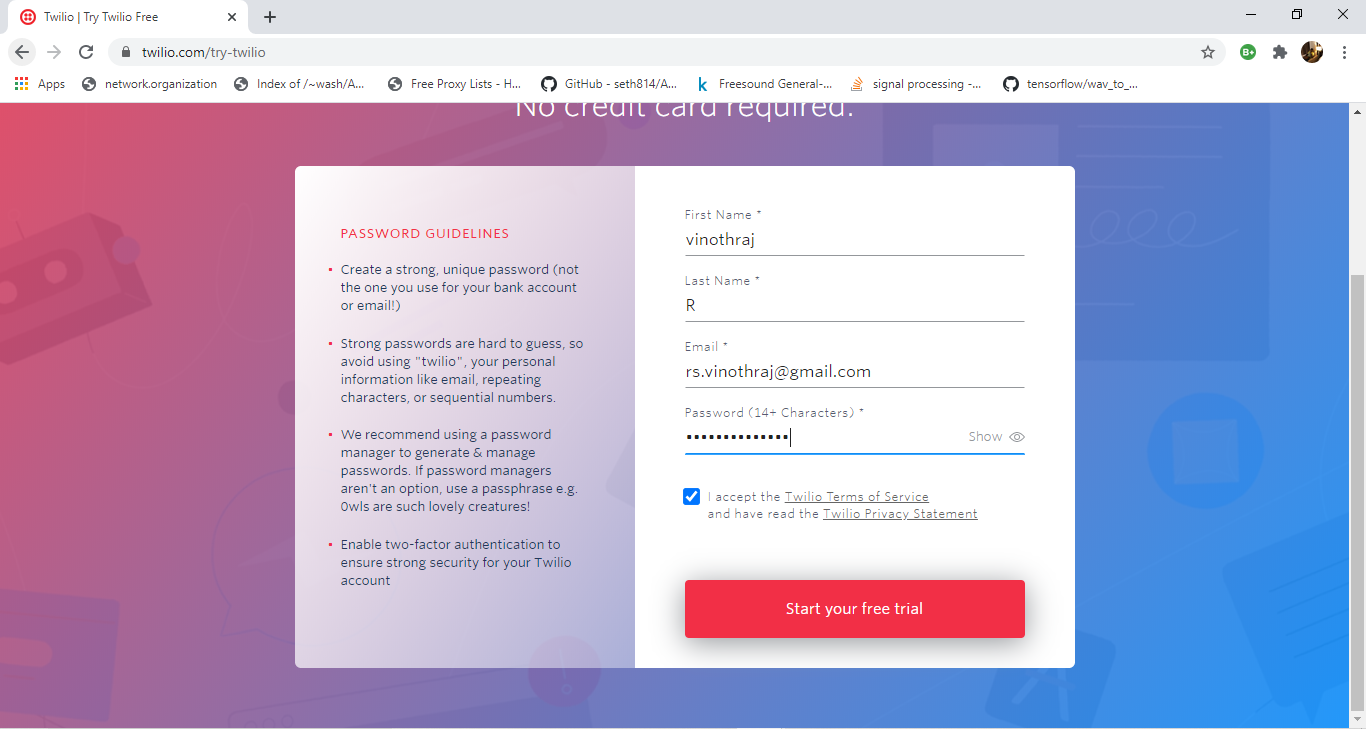 Twilio | Try Twilio Free
twilio.com/try-twilio
B+
Apps network.organization Index of /~wash/A... Free Proxy Lists - H... GitHub - seth814/A... k Freesound General-... signal processing -... tensorflow/wav_to_...
No credit card required.
PASSWORD GUIDELINES
Create a strong, unique password (not
the one you use for your bank account
or email!)
Strong passwords are hard to guess, so
avoid using "twilio", your personal
information like email, repeating
characters, or sequential numbers.
We recommend using a password
manager to generate & manage
passwords. If password managers
aren't an option, use a passphrase e.g.
0wls are such lovely creatures!
Enable two-factor authentication to
ensure strong security for your Twilio
account
First Name *
vinothraj
Last Name *
R
Email *
rs.vinothraj@gmail.com
Password (14+ Characters) *
•••••••••••••• Show
I accept the Twilio Terms of Service
and have read the Twilio Privacy Statement
Start your free trial